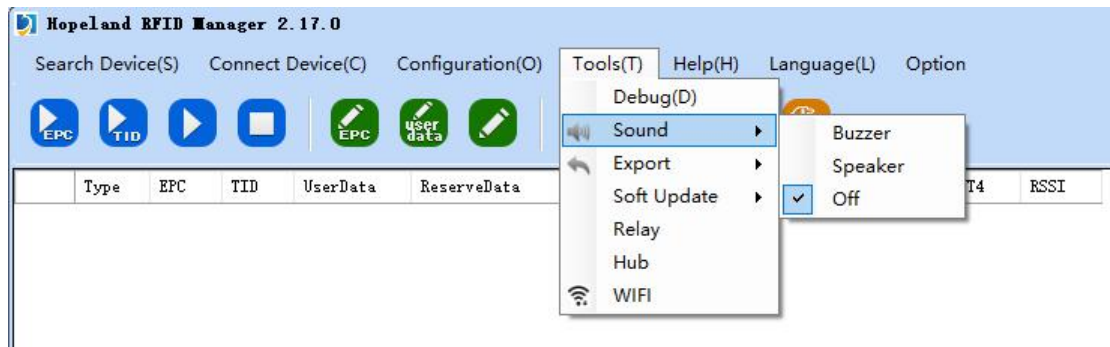 Hopeland RFID Manager 2.17.0
Search Device(S) Connect Device(C) Configuration(O) Tools(T) Help(H) Language(L) Option
EPC TID EPC user data
Debug(D)
Sound
Export
Soft Update
Relay
Hub
WIFI
Buzzer
Speaker
Off
Type EPC TID UserData ReserveData T4 RSSI